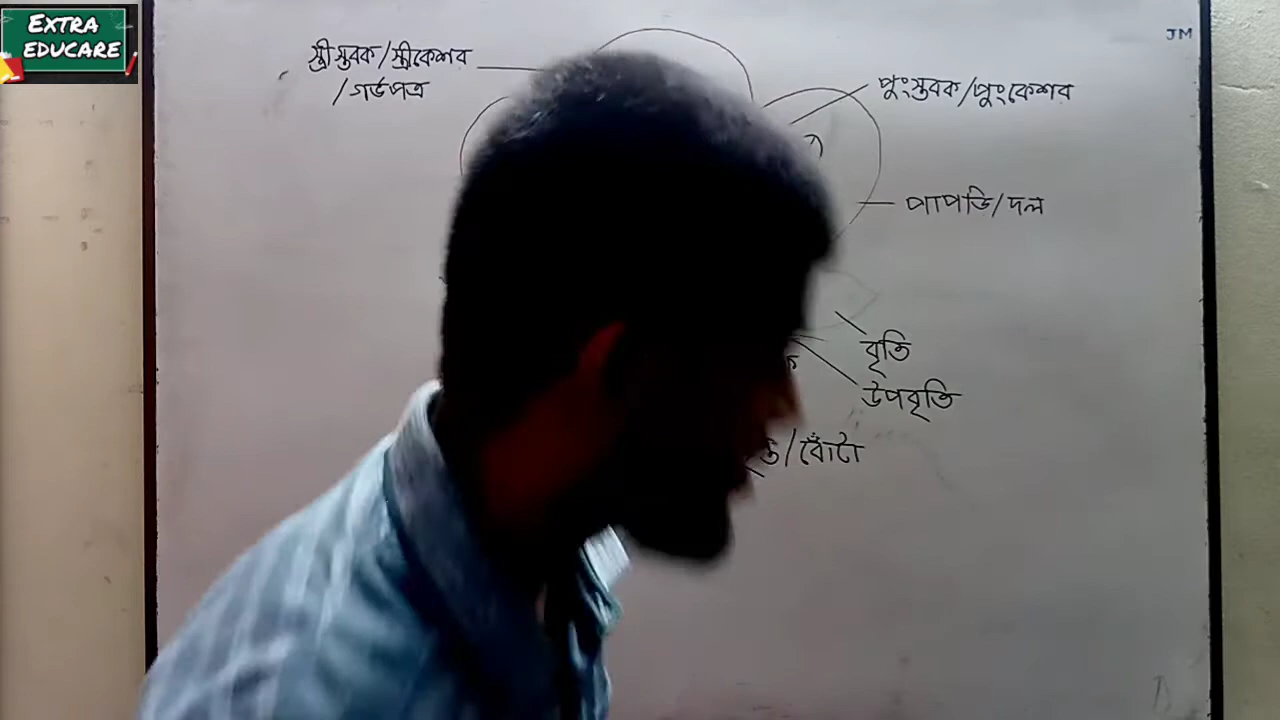 EXTRA
EDUCARE
JM
স্ত্রীস্তবক/স্ত্রীকেশর
/গর্ভপত্র
পুংস্তবক/পুংকেশর
পাপড়ি/দল
বৃতি
উপবৃতি
/বোঁটা